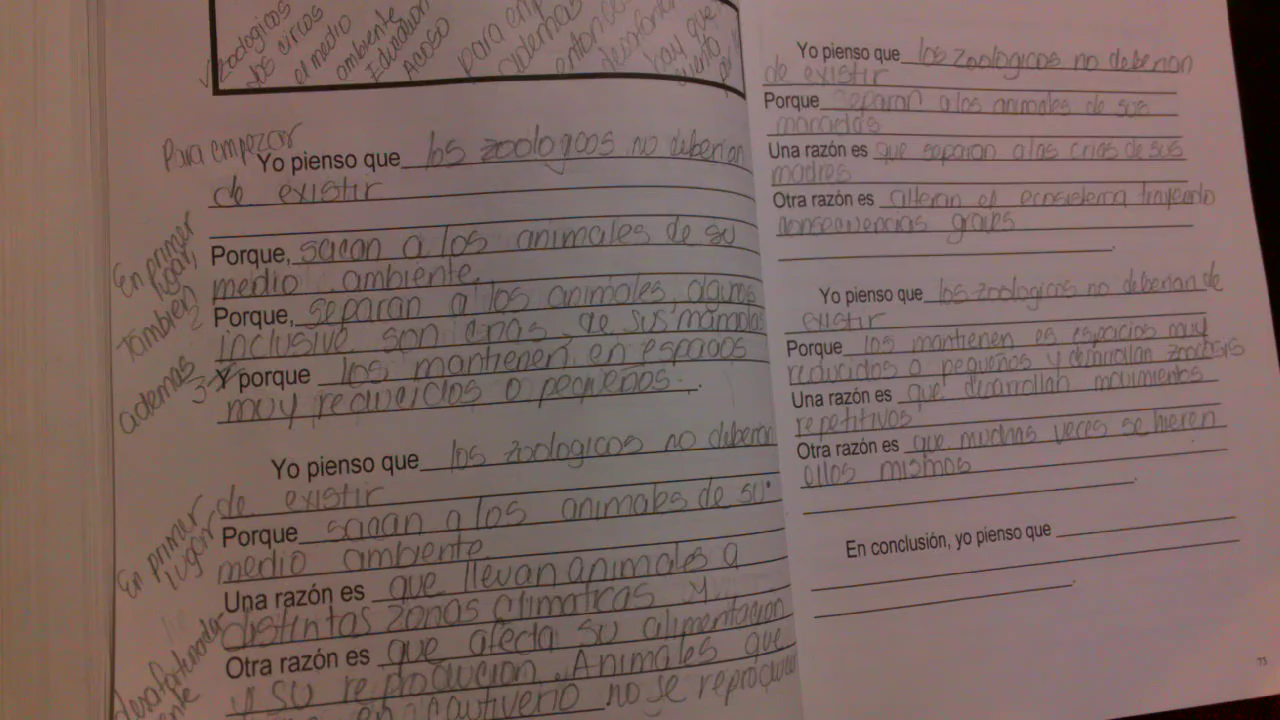 zoologicos
los circos
el medio
ambiente
Educación
Acoso
para emp
ademas
entonces
hay que
Para empezar
Yo pienso que los zoologicos no deberian
de existir
En primer
lugar,
Porque, sacan a los animales de su
medio ambiente.
También
2
Porque, separan a los animales, algunos
inclusive son crias de sus mamás
ademas
3
Y porque los mantienen en espacios
muy reducidos o pequeños.
Yo pienso que los zoologicos no deberan
de existir
En primer
lugar
Porque sacan a los animales de su
medio ambiente
Una razón es que llevan animales a
distintas zonas climaticas y
Otra razón es que afecta su alimentacion
y su reproducion. Animales que
en cautiverio no se reproducen
desafortunada
ente
Yo pienso que los zoologicos no deberian
de existir
Porque separan a los animales de sus
manadas
Una razón es que separan a las crias de sus
madres
Otra razón es alteran el ecosistema trayendo
consecuencias graves
Yo pienso que los zoologicos no deberian de
existir
Porque los mantienen es espacios muy
reducidos o pequeños y desarrollan zoocosis
Una razón es que desarrollan movimientos
repetitivos
Otra razón es que muchas veces se hieren
ellos mismos
En conclusión, yo pienso que
73